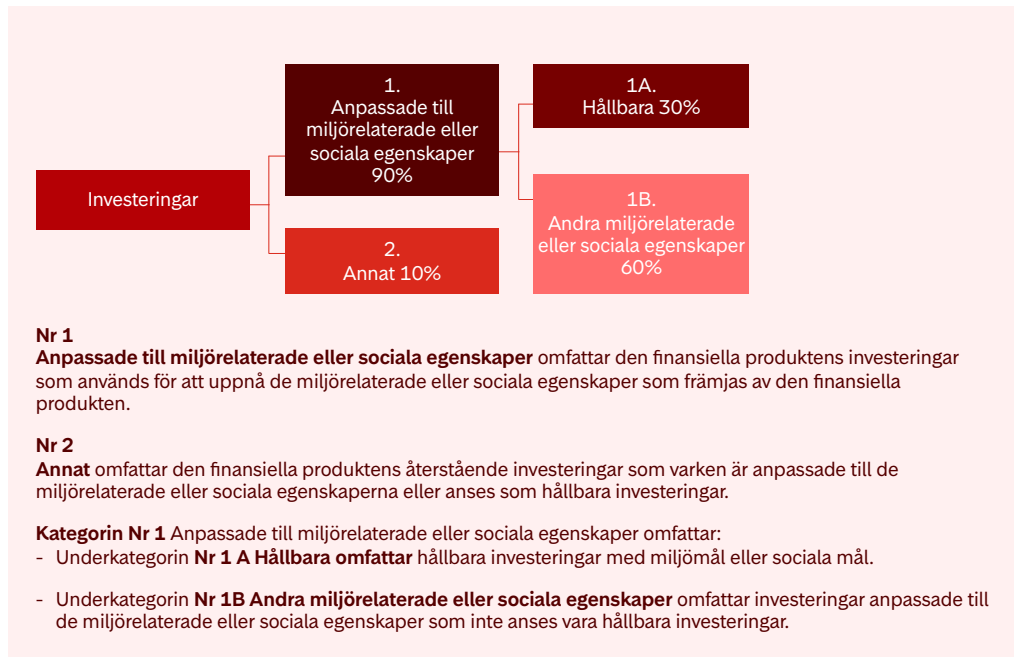 Investeringar
1.
Anpassade till
miljörelaterade eller
sociala egenskaper
90%
2.
Annat 10%
1A.
Hållbara 30%
1B.
Andra miljörelaterade
eller sociala egenskaper
60%
Nr 1
Anpassade till miljörelaterade eller sociala egenskaper omfattar den finansiella produktens investeringar
som används för att uppnå de miljörelaterade eller sociala egenskaper som främjas av den finansiella
produkten.
Nr 2
Annat omfattar den finansiella produktens återstående investeringar som varken är anpassade till de
miljörelaterade eller sociala egenskaperna eller anses som hållbara investeringar.
Kategorin Nr 1 Anpassade till miljörelaterade eller sociala egenskaper omfattar:
- Underkategorin Nr 1 A Hållbara omfattar hållbara investeringar med miljömål eller sociala mål.
- Underkategorin Nr 1B Andra miljörelaterade eller sociala egenskaper omfattar investeringar anpassade till
de miljörelaterade eller sociala egenskaper som inte anses vara hållbara investeringar.